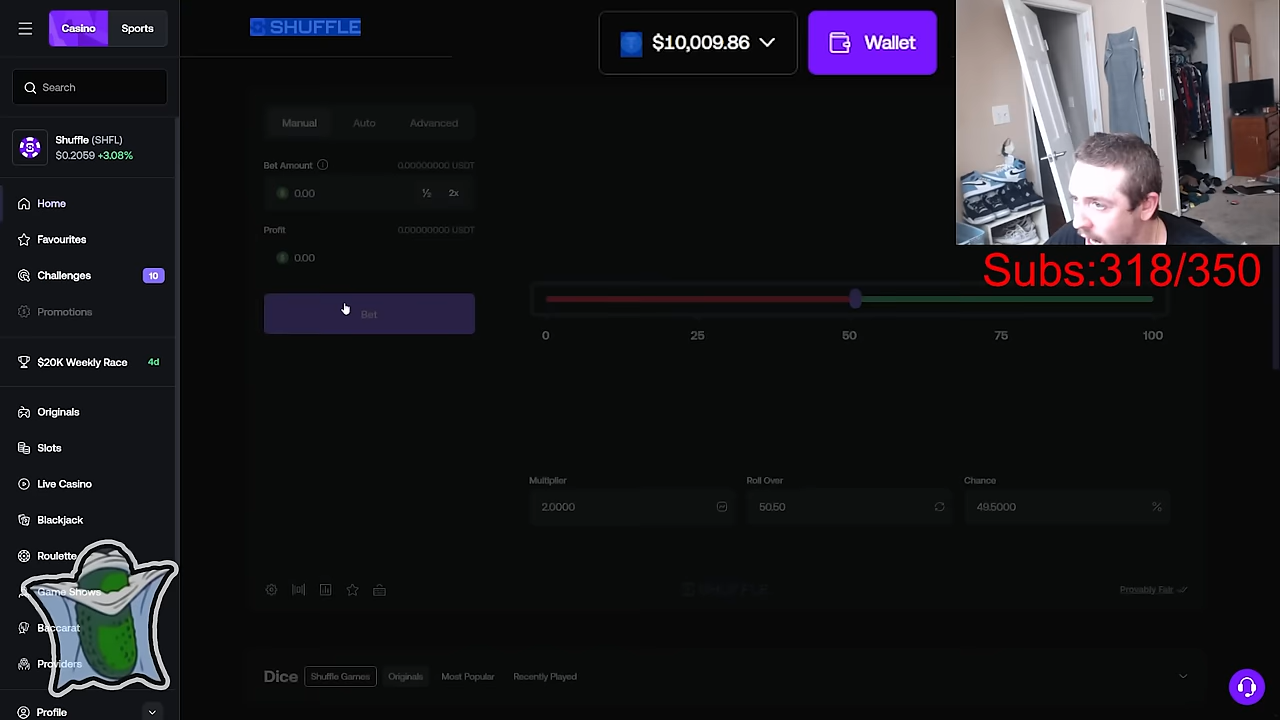 Casino
Sports
SHUFFLE
$10,009.86
Wallet
Search
Shuffle (SHFL)
$0.2059 +3.08%
Home
Favourites
Challenges
10
Promotions
$20K Weekly Race
4d
Originals
Slots
Live Casino
Blackjack
Roulette
Game Shows
Baccarat
Providers
Profile
Manual
Auto
Advanced
Bet Amount
0.00000000 USDT
0.00
½
2x
Profit
0.00000000 USDT
0.00
Bet
0
25
50
75
100
Multiplier
2.0000
Roll Over
50.50
Chance
49.5000
%
SHUFFLE
Provably Fair
Dice
Shuffle Games
Originals
Most Popular
Recently Played
Subs:318/350